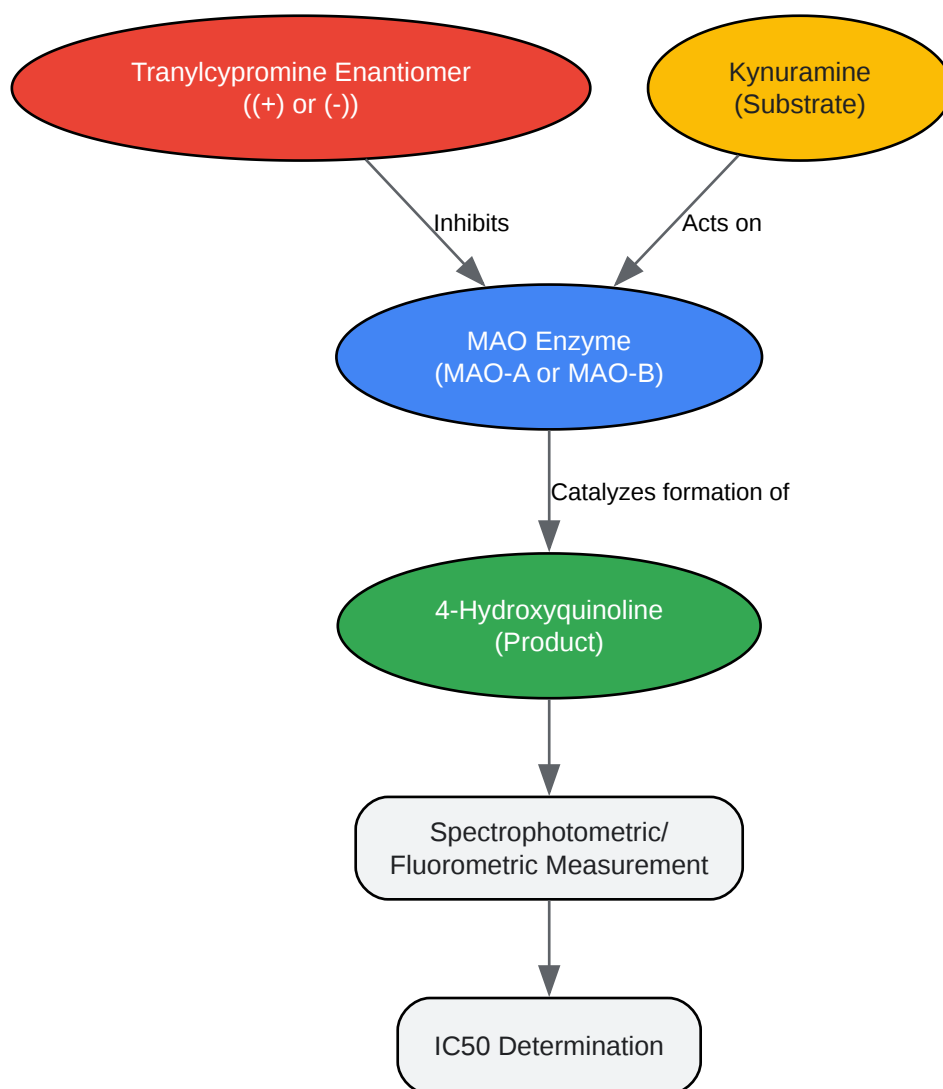 Tranylcypromine Enantiomer
((+) or (-))
Kynuramine
(Substrate)
Inhibits
Acts on
MAO Enzyme
(MAO-A or MAO-B)
Catalyzes formation of
4-Hydroxyquinoline
(Product)
Spectrophotometric/
Fluorometric Measurement
IC50 Determination